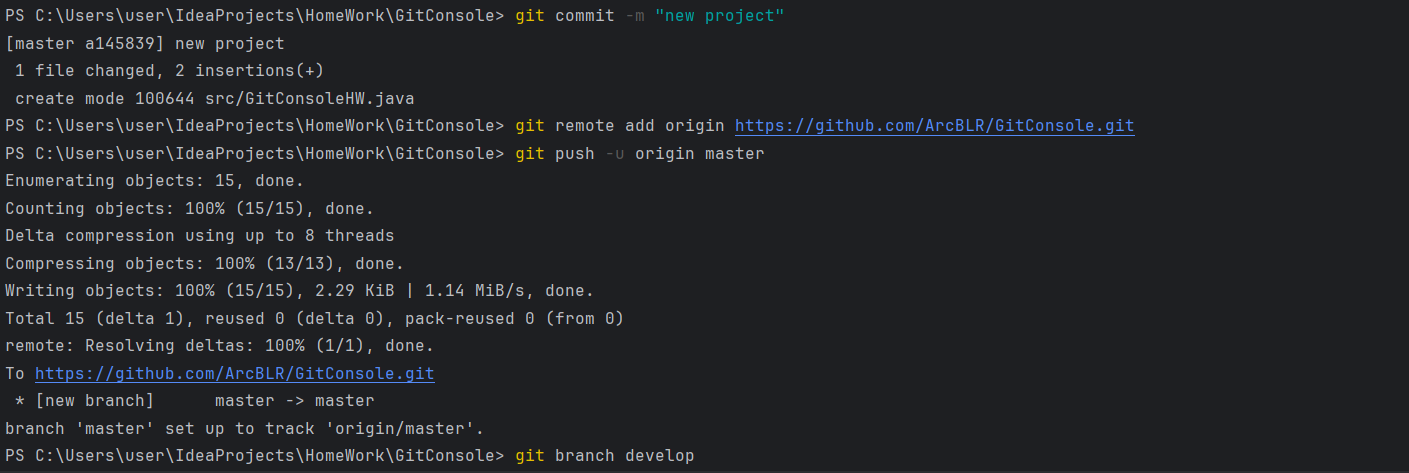 PS C:\Users\user\IdeaProjects\HomeWork\GitConsole> git commit -m "new project"
[master a145839] new project
 1 file changed, 2 insertions(+)
 create mode 100644 src/GitConsoleHW.java
PS C:\Users\user\IdeaProjects\HomeWork\GitConsole> git remote add origin https://github.com/ArcBLR/GitConsole.git
PS C:\Users\user\IdeaProjects\HomeWork\GitConsole> git push -u origin master
Enumerating objects: 15, done.
Counting objects: 100% (15/15), done.
Delta compression using up to 8 threads
Compressing objects: 100% (13/13), done.
Writing objects: 100% (15/15), 2.29 KiB | 1.14 MiB/s, done.
Total 15 (delta 1), reused 0 (delta 0), pack-reused 0 (from 0)
remote: Resolving deltas: 100% (1/1), done.
To https://github.com/ArcBLR/GitConsole.git
 * [new branch]      master -> master
branch 'master' set up to track 'origin/master'.
PS C:\Users\user\IdeaProjects\HomeWork\GitConsole> git branch develop